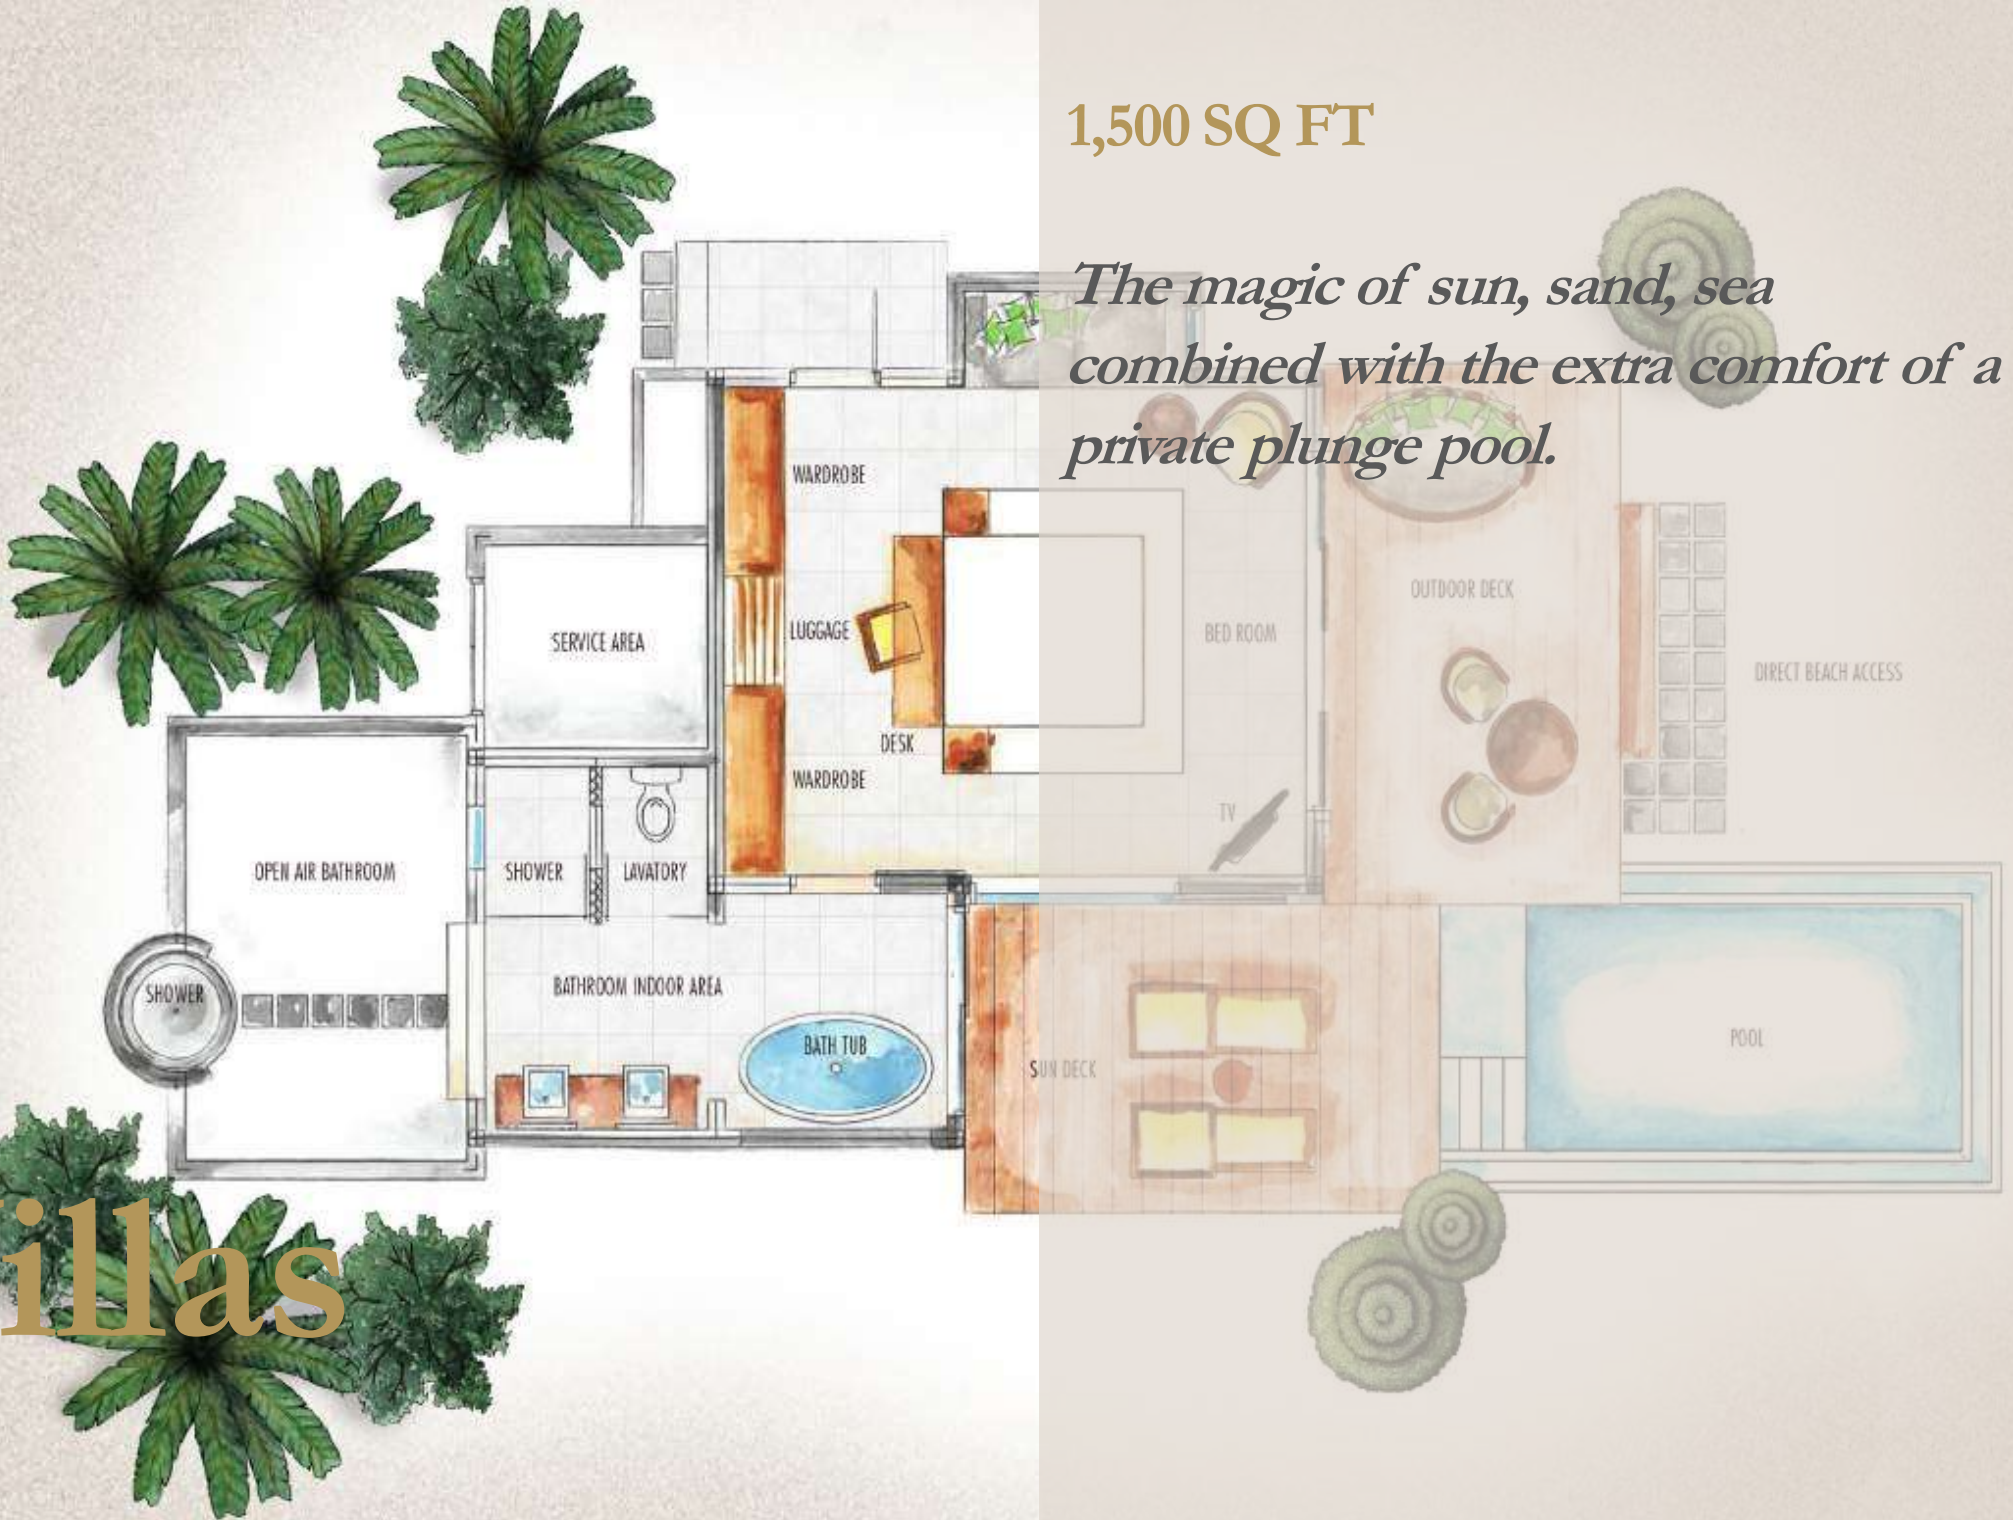 1,500 SQ FT
The magic of sun, sand, sea
combined with the extra comfort of a
private plunge pool.
WARDROBE
OUTDOOR DECK
LUGGAGE
BED ROOM
SERVICE AREA
DIRECT BEACH ACCESS
DESK
WARDROBE
TV
OPEN AIR BATHROOM
SHOWER
LAVATORY
BATHROOM INDOOR AREA
SHOWER
BATH TUB
POOL
SUN DECK
illas